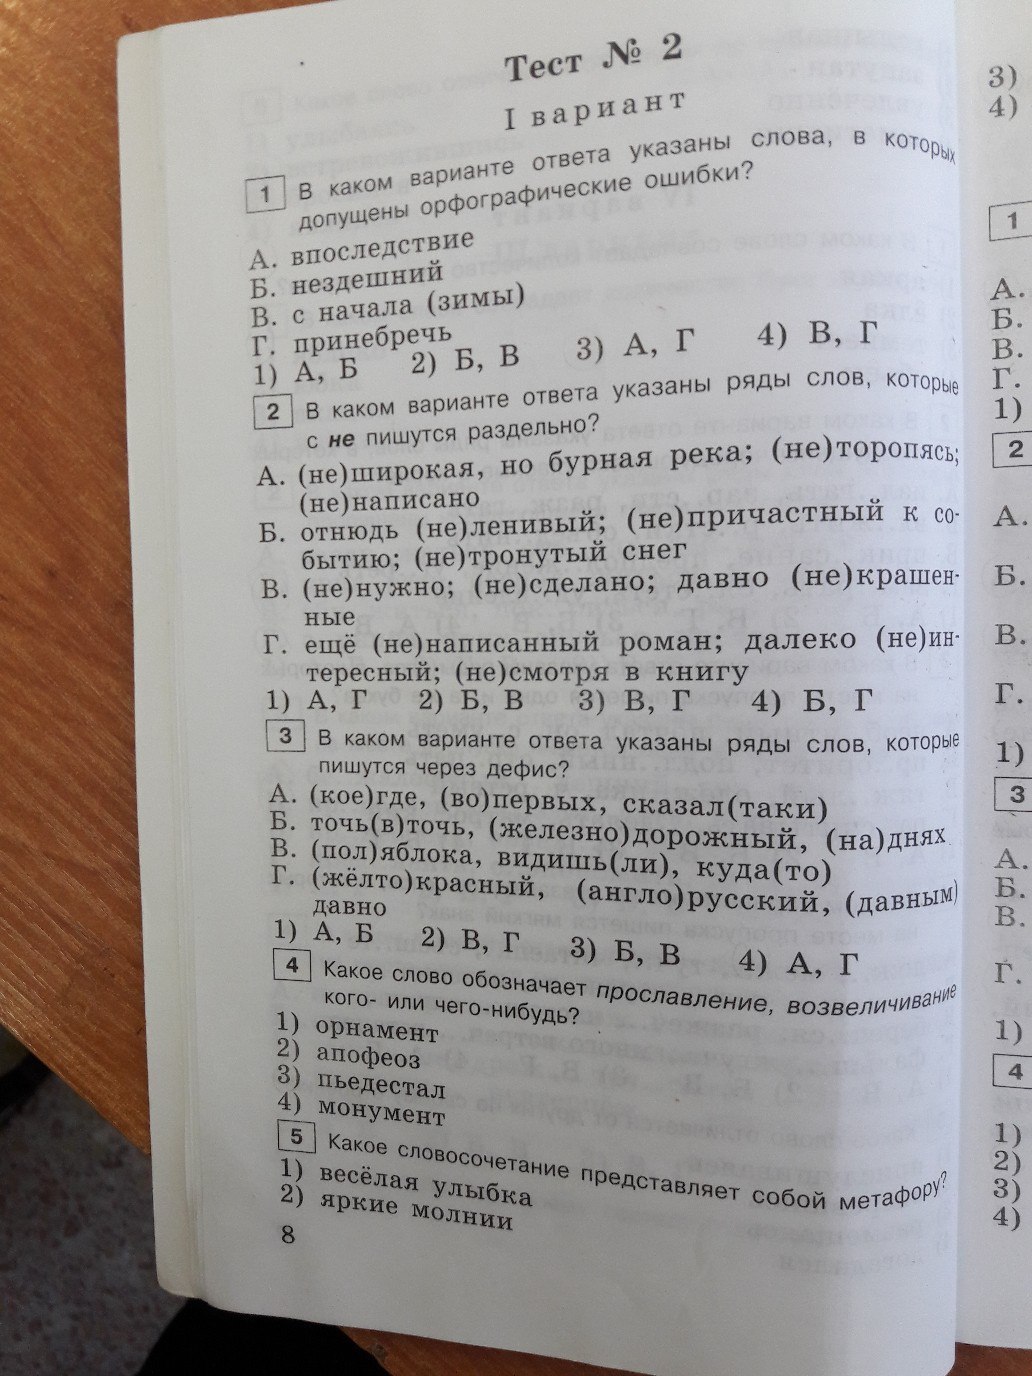 Тест № 2
I вариант
1 В каком варианте ответа указаны слова, в которых
допущены орфографические ошибки?
А. впоследствие
Б. нездешний
В. с начала (зимы)
Г. принебречь
1) А, Б 2) Б, В 3) А, Г 4) В, Г
2 В каком варианте ответа указаны ряды слов, которые
с не пишутся раздельно?
А. (не)широкая, но бурная река; (не)торопясь;
(не)написано
Б. отнюдь (не)ленивый; (не)причастный к со-
бытию; (не)тронутый снег
В. (не)нужно; (не)сделано; давно (не)крашен-
ные
Г. ещё (не)написанный роман; далеко (не)ин-
тересный; (не)смотря в книгу
1) А, Г 2) Б, В 3) В, Г 4) Б, Г
3 В каком варианте ответа указаны ряды слов, которые
пишутся через дефис?
А. (кое)где, (во)первых, сказал(таки)
Б. точь(в)точь, (железно)дорожный, (на)днях
В. (пол)яблока, видишь(ли), куда(то)
Г. (жёлто)красный, (англо)русский, (давным)
давно
1) А, Б 2) В, Г 3) Б, В 4) А, Г
4 Какое слово обозначает прославление, возвеличивание
кого- или чего-нибудь?
1) орнамент
2) апофеоз
3) пьедестал
4) монумент
5 Какое словосочетание представляет собой метафору?
1) весёлая улыбка
2) яркие молнии
8
3)
4)
1
А.
Б.
В.
Г.
1)
2
А.
Б.
В.
Г.
1)
3
А.
Б.
В.
Г.
1)
4
1)
2)
3)
4)